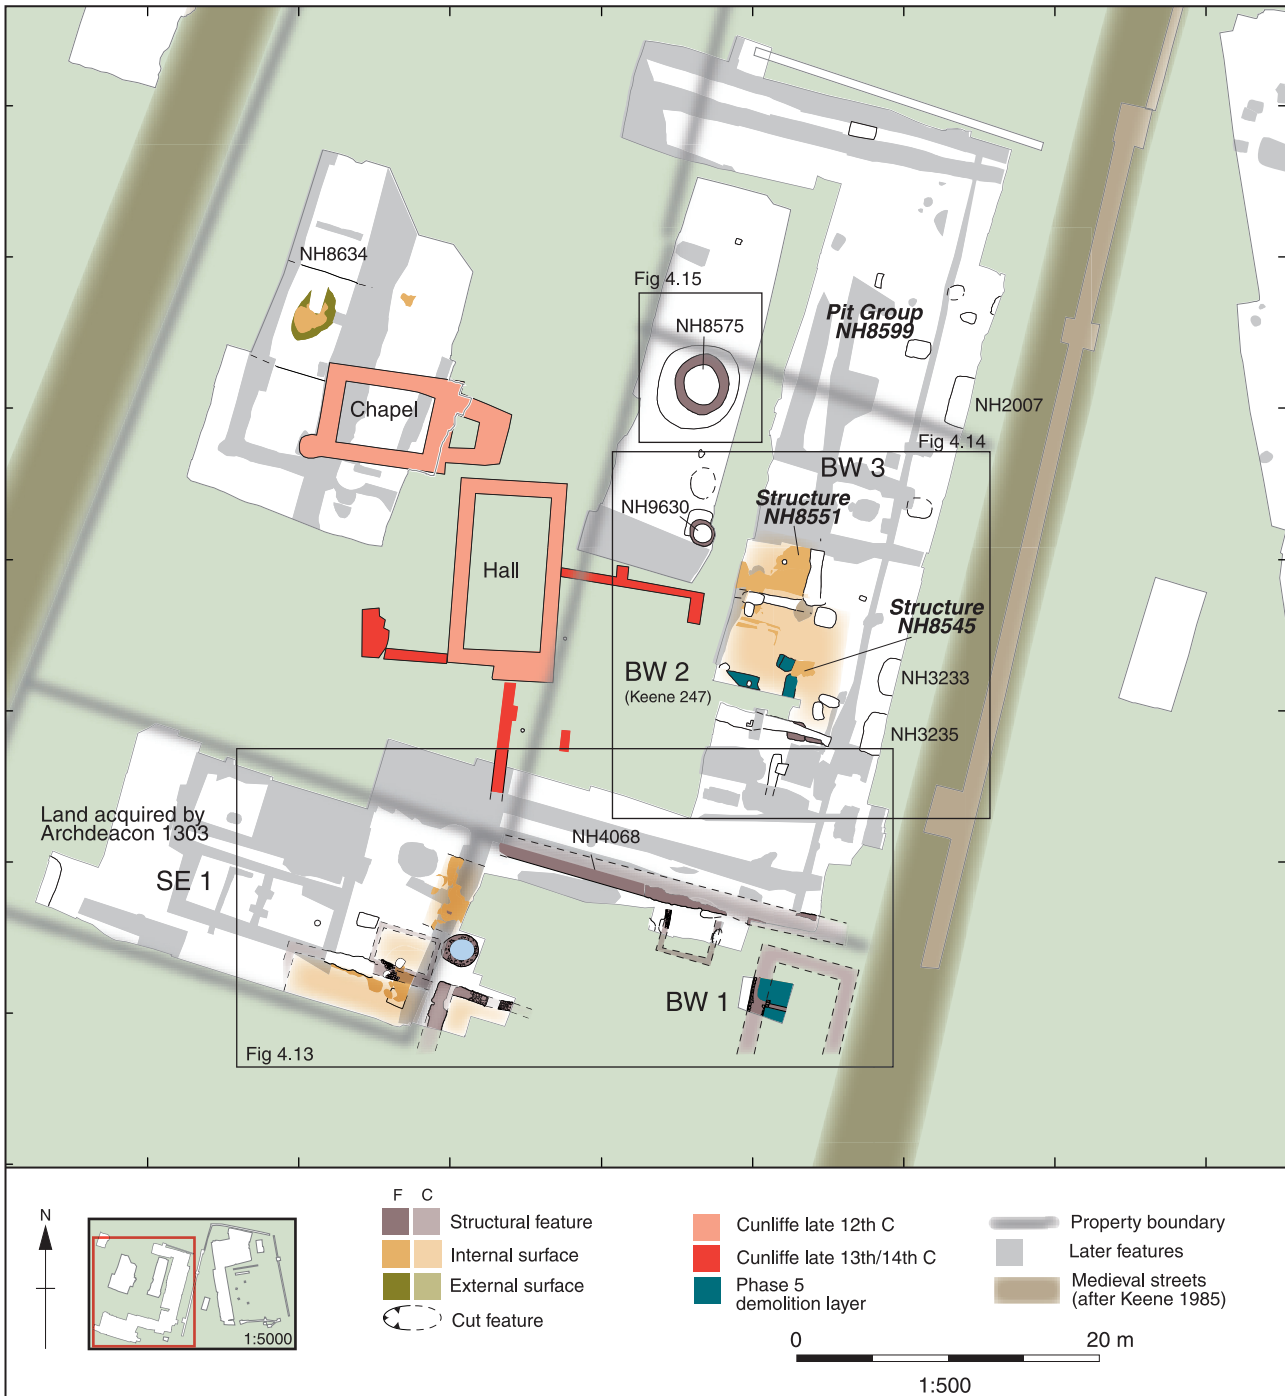 NH8634
Fig 4.15
NH8575
Pit Group
NH8599
Chapel
NH2007
Fig 4.14
BW 3
Structure
NH8551
NH9630
Hall
Structure
NH8545
BW 2
(Keene 247)
NH3233
NH3235
Land acquired by
Archdeacon 1303
NH4068
SE 1
BW 1
Fig 4.13
N
1:5000
F C
Structural feature
Internal surface
External surface
Cut feature
Cunliffe late 12th C
Cunliffe late 13th/14th C
Phase 5
demolition layer
Property boundary
Later features
Medieval streets
(after Keene 1985)
0 20 m
1:500